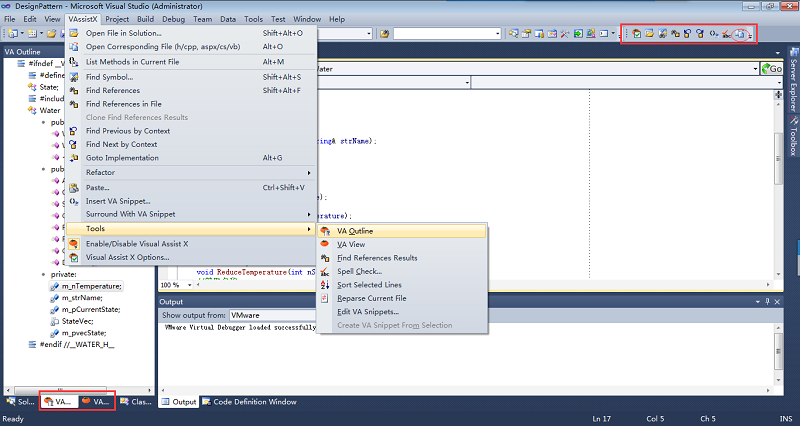 DesignPattern - Microsoft Visual Studio (Administrator)
File Edit View VAssistX Project Build Debug Team Data Tools Test Window Help
VA Outline
#ifndef __V
#define
State;
#includ
Water
pub
pub
private:
m_nTemperature;
m_strName;
m_pCurrentState;
StateVec;
m_pvecState;
#endif //__WATER_H__
Open File in Solution... Shift+Alt+O
Open Corresponding File (h/cpp, aspx/cs/vb) Alt+O
List Methods in Current File Alt+M
Find Symbol... Shift+Alt+S
Find References Shift+Alt+F
Find References in File
Clone Find References Results
Find Previous by Context
Find Next by Context
Goto Implementation Alt+G
Refactor
Paste... Ctrl+Shift+V
Insert VA Snippet...
Surround With VA Snippet
Tools
Enable/Disable Visual Assist X
Visual Assist X Options...
VA Outline
VA View
Find References Results
Spell Check...
Sort Selected Lines
Reparse Current File
Edit VA Snippets...
Create VA Snippet From Selection
Water
Go
ring& strName);
e);
erature);
void ReduceTemperature(int nS
100 %
Output
Show output from: VMware
VMware Virtual Debugger loaded successfully
Server Explorer
Toolbox
Sol...
VA...
VA...
Clas...
Output
Code Definition Window
Ready
Ln 17 Col 5 Ch 5 INS